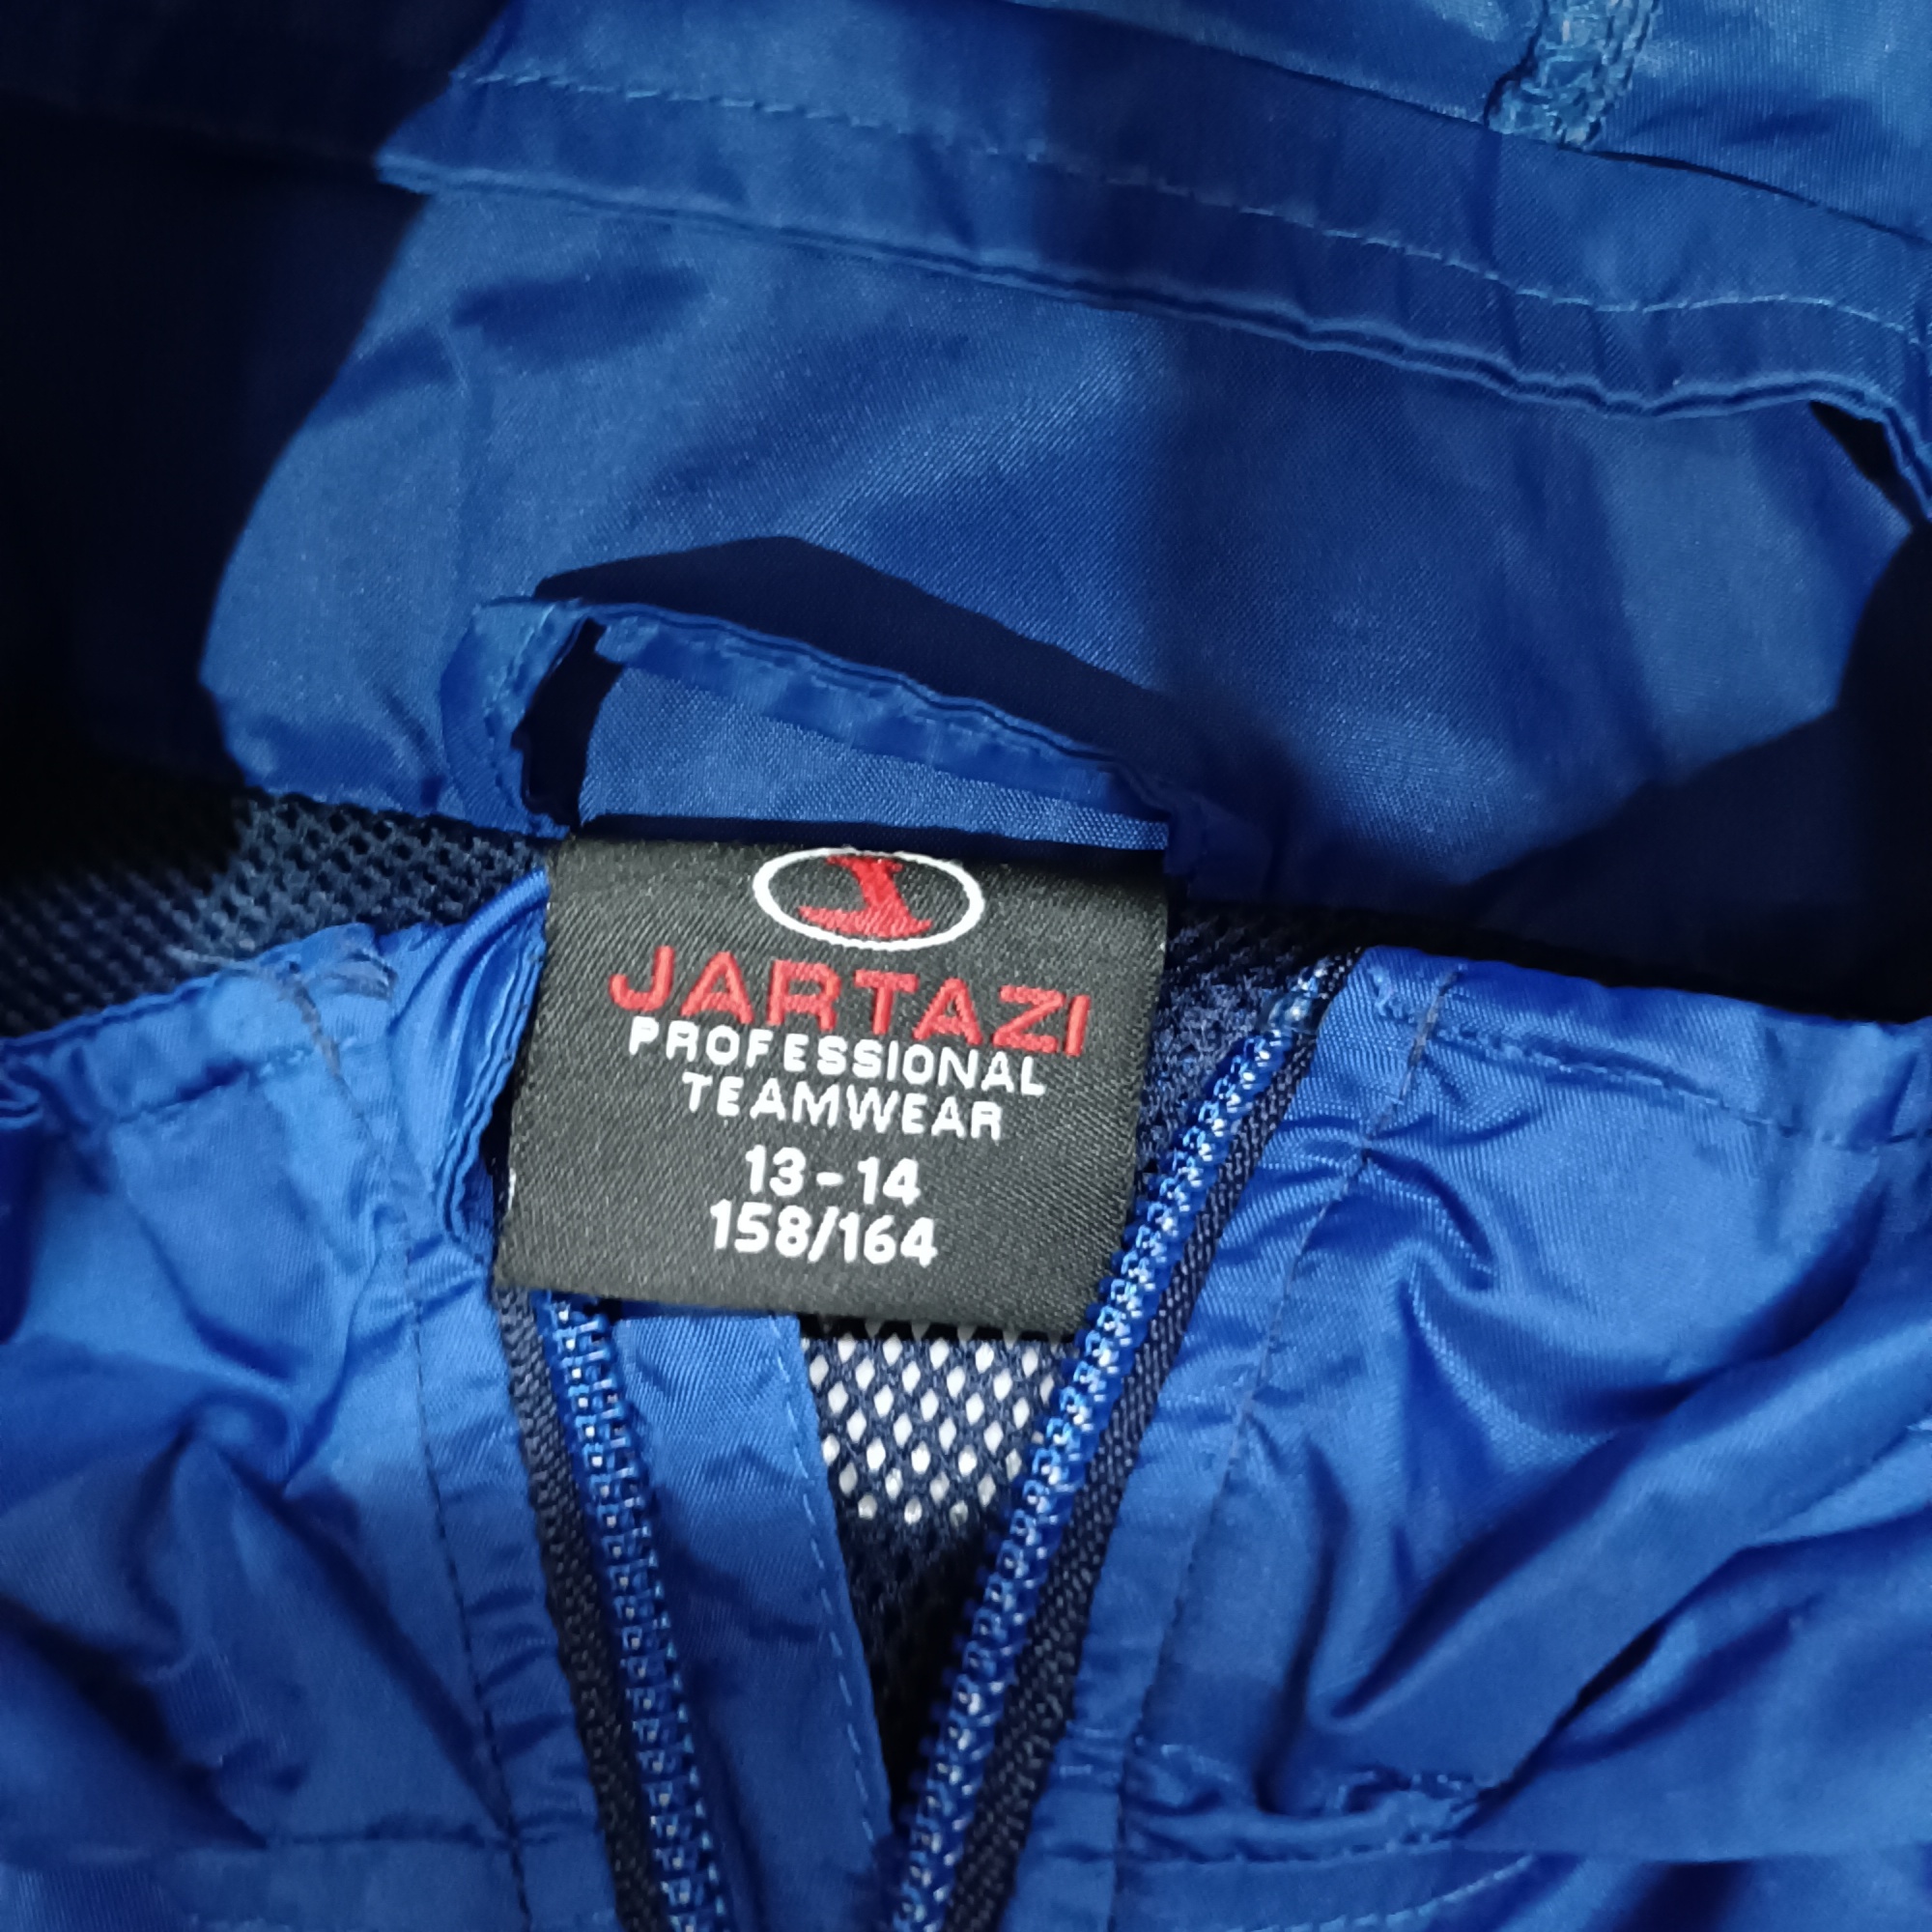 JARTAZI
PROFESSIONAL
TEAMWEAR
13-14
158/164